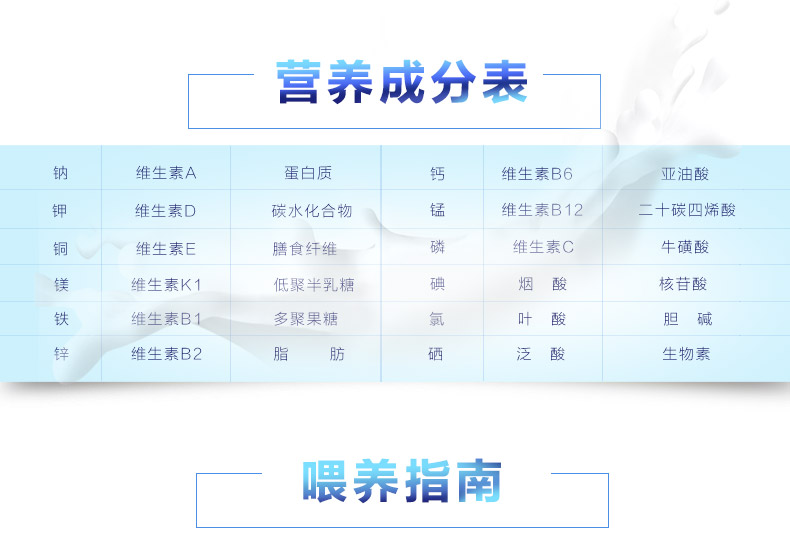 营养成分表
钠 维生素A 蛋白质 钙 维生素B6 亚油酸
钾 维生素D 碳水化合物 锰 维生素B12 二十碳四烯酸
铜 维生素E 膳食纤维 磷 维生素C 牛磺酸
镁 维生素K1 低聚半乳糖 碘 烟 酸 核苷酸
铁 维生素B1 多聚果糖 氯 叶 酸 胆 碱
锌 维生素B2 脂 肪 硒 泛 酸 生物素
喂养指南